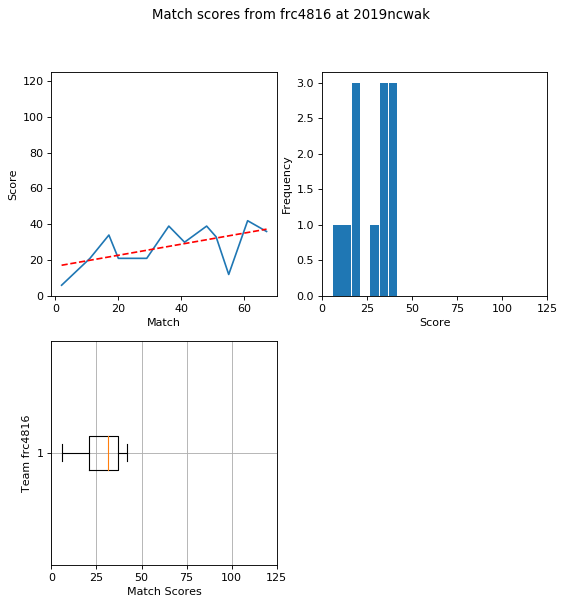 Match scores from frc4816 at 2019ncwak
120
100
80
60
40
20
0
Score
0 20 40 60
Match
3.0
2.5
2.0
1.5
1.0
0.5
0.0
Frequency
0 25 50 75 100 125
Score
1
Team frc4816
0 25 50 75 100 125
Match Scores